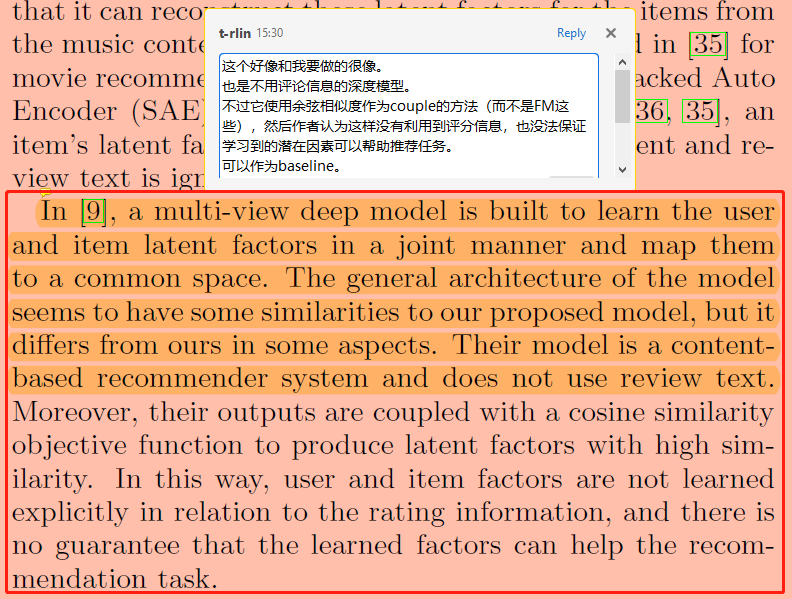 that it can reconstruct these latent factors for the items from
t-rlin 15:30 Reply
the music conte d in [35] for
这个好像和我要做的很像。
movie recomme acked Auto
也是不用评论信息的深度模型。
Encoder (SAE) 36, 35], an
不过它使用余弦相似度作为couple的方法（而不是FM这
些），然后作者认为这样没有利用到评分信息，也没法保证
item's latent fa ent and re-
学习到的潜在因素可以帮助推荐任务。
可以作为baseline。
view text is ign
In [9], a multi-view deep model is built to learn the user
and item latent factors in a joint manner and map them
to a common space. The general architecture of the model
seems to have some similarities to our proposed model, but it
differs from ours in some aspects. Their model is a content-
based recommender system and does not use review text.
Moreover, their outputs are coupled with a cosine similarity
objective function to produce latent factors with high sim-
ilarity. In this way, user and item factors are not learned
explicitly in relation to the rating information, and there is
no guarantee that the learned factors can help the recom-
mendation task.